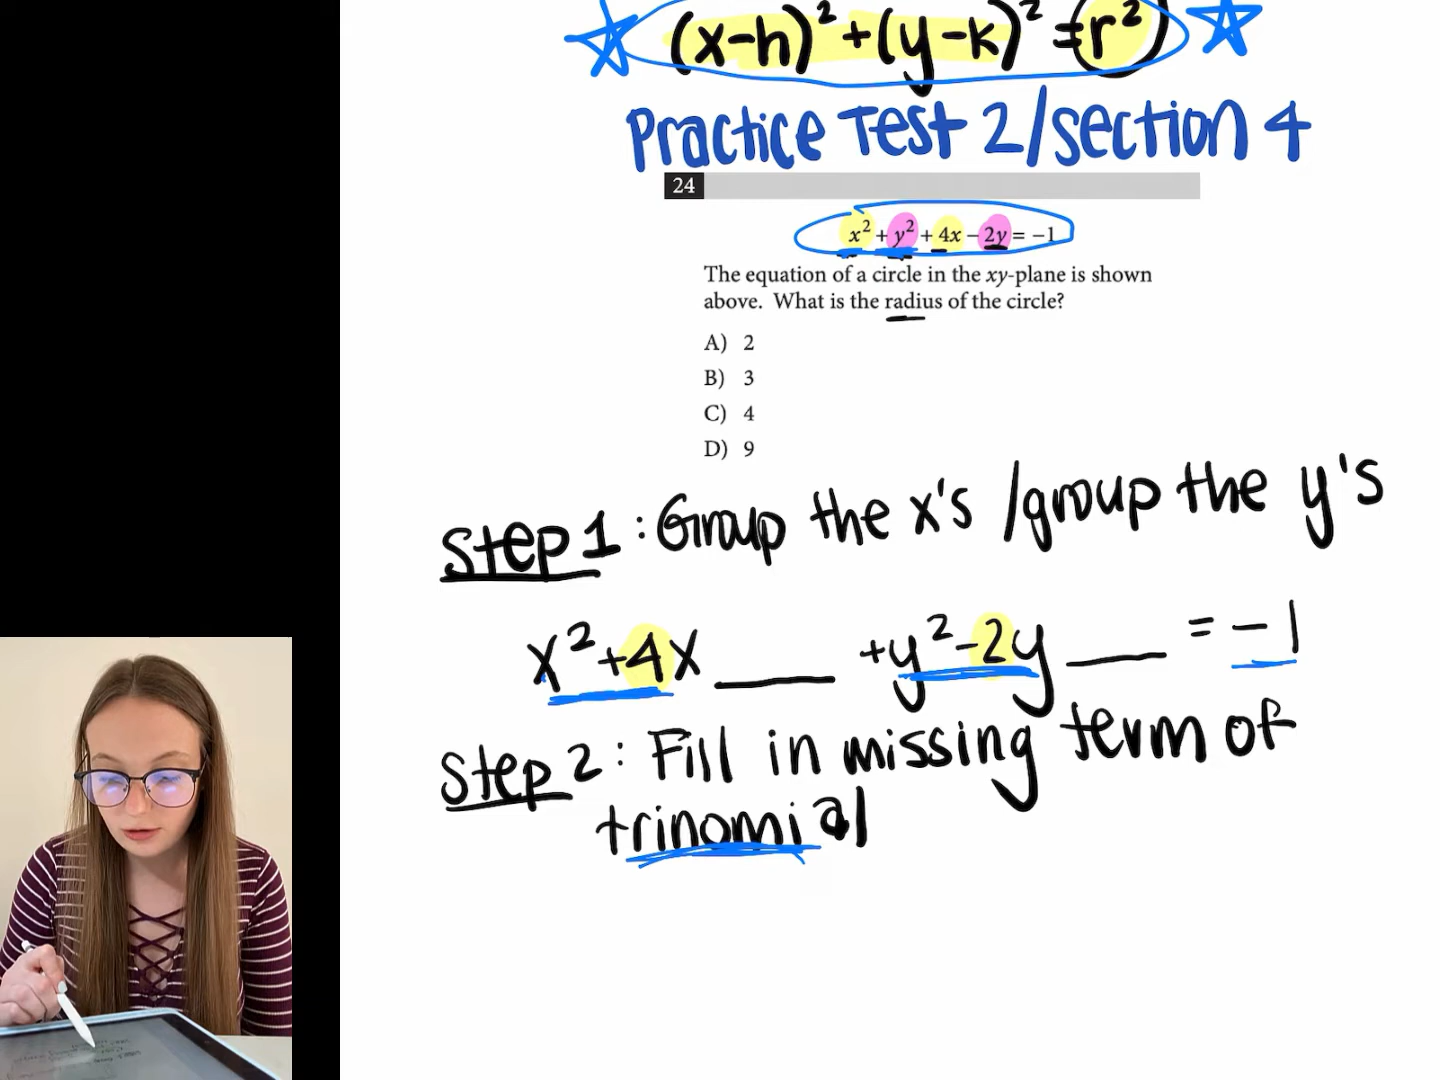 (x-h)² + (y-k)² = r²
Practice Test 2/section 4
24
x² + y² + 4x − 2y = −1
The equation of a circle in the xy-plane is shown
above. What is the radius of the circle?
A) 2
B) 3
C) 4
D) 9
Step 1: Group the x's /group the y's
x² + 4x ____ + y² - 2y ____ = -1
Step 2: Fill in missing term of
trinomial